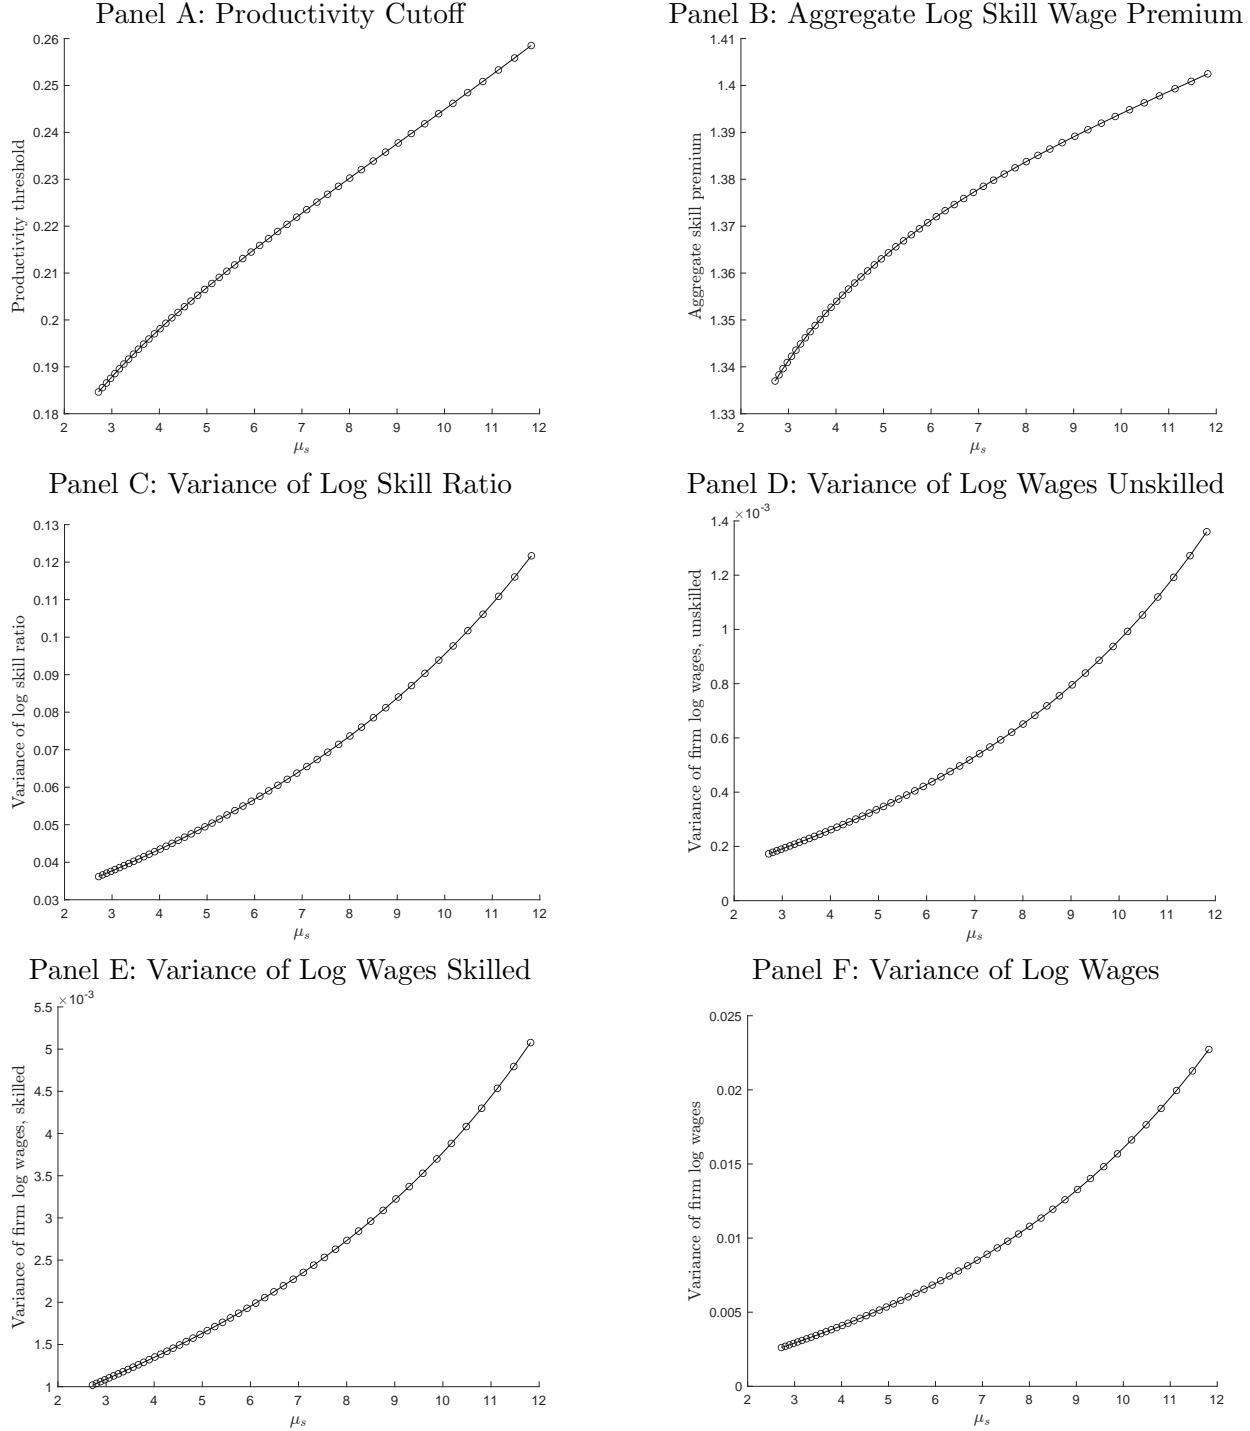 Panel A: Productivity Cutoff
0.26
0.25
0.24
0.23
0.22
0.21
0.2
0.19
0.18
Productivity threshold
2 3 4 5 6 7 8 9 10 11 12
μs
Panel B: Aggregate Log Skill Wage Premium
1.41
1.4
1.39
1.38
1.37
1.36
1.35
1.34
1.33
Aggregate skill premium
2 3 4 5 6 7 8 9 10 11 12
μs
Panel C: Variance of Log Skill Ratio
0.13
0.12
0.11
0.1
0.09
0.08
0.07
0.06
0.05
0.04
0.03
Variance of log skill ratio
2 3 4 5 6 7 8 9 10 11 12
μs
Panel D: Variance of Log Wages Unskilled
×10-3
1.4
1.2
1
0.8
0.6
0.4
0.2
0
Variance of firm log wages, unskilled
2 3 4 5 6 7 8 9 10 11 12
μs
Panel E: Variance of Log Wages Skilled
×10-3
5.5
5
4.5
4
3.5
3
2.5
2
1.5
1
Variance of firm log wages, skilled
2 3 4 5 6 7 8 9 10 11 12
μs
Panel F: Variance of Log Wages
0.025
0.02
0.015
0.01
0.005
0
Variance of firm log wages
2 3 4 5 6 7 8 9 10 11 12
μs